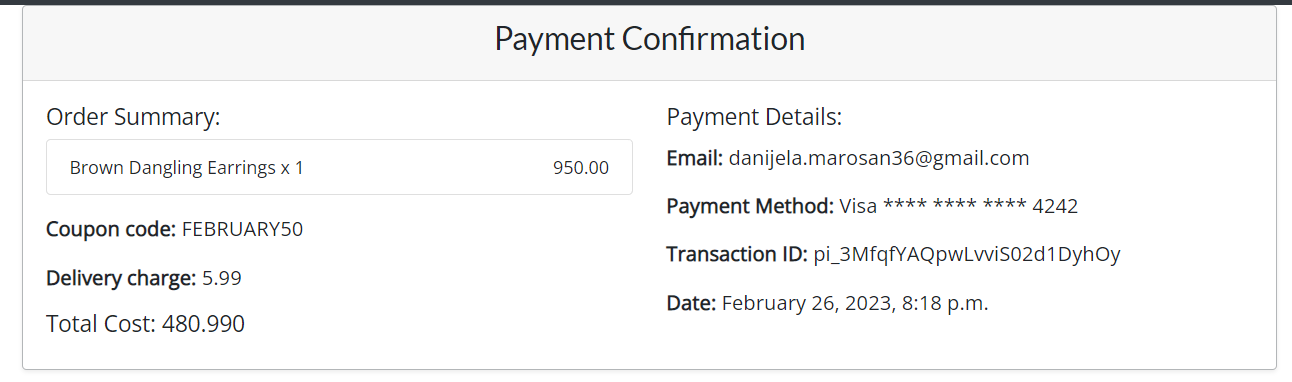 Payment Confirmation
Order Summary:
Brown Dangling Earrings x 1 950.00
Coupon code: FEBRUARY50
Delivery charge: 5.99
Total Cost: 480.990
Payment Details:
Email: danijela.marosan36@gmail.com
Payment Method: Visa **** **** **** 4242
Transaction ID: pi_3MfqfYAQpwLvviS02d1DyhOy
Date: February 26, 2023, 8:18 p.m.